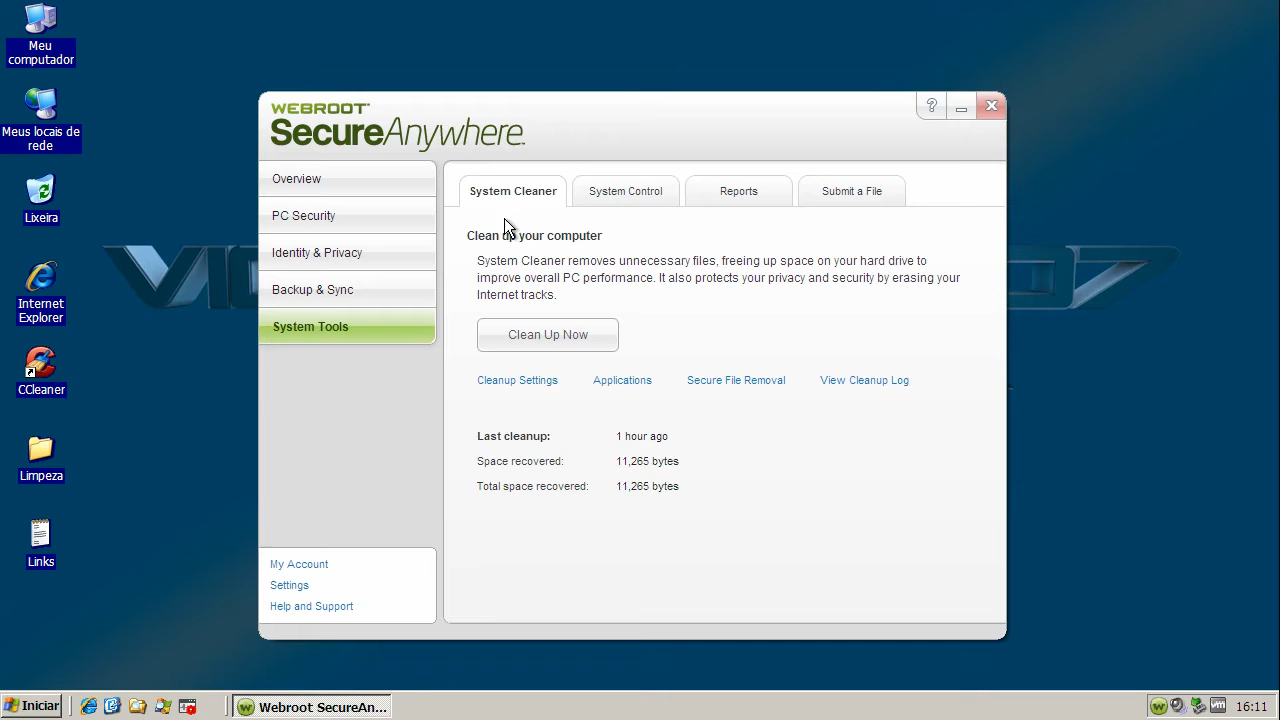 Meu
computador
Meus locais de
rede
Lixeira
Internet
Explorer
CCleaner
Limpeza
Links
WEBROOT
SecureAnywhere.
?
Overview
PC Security
Identity & Privacy
Backup & Sync
System Tools
My Account
Settings
Help and Support
System Cleaner
System Control
Reports
Submit a File
Clean up your computer
System Cleaner removes unnecessary files, freeing up space on your hard drive to
improve overall PC performance. It also protects your privacy and security by erasing your
Internet tracks.
Clean Up Now
Cleanup Settings
Applications
Secure File Removal
View Cleanup Log
Last cleanup: 1 hour ago
Space recovered: 11,265 bytes
Total space recovered: 11,265 bytes
Iniciar
Webroot SecureAn...
16:11